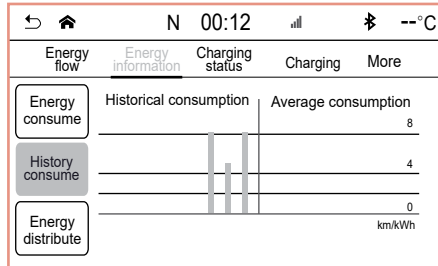 N 00:12 --°C
Energy flow
Energy information
Charging status
Charging
More
Energy consume
History consume
Energy distribute
Historical consumption
Average consumption
8
4
0
km/kWh